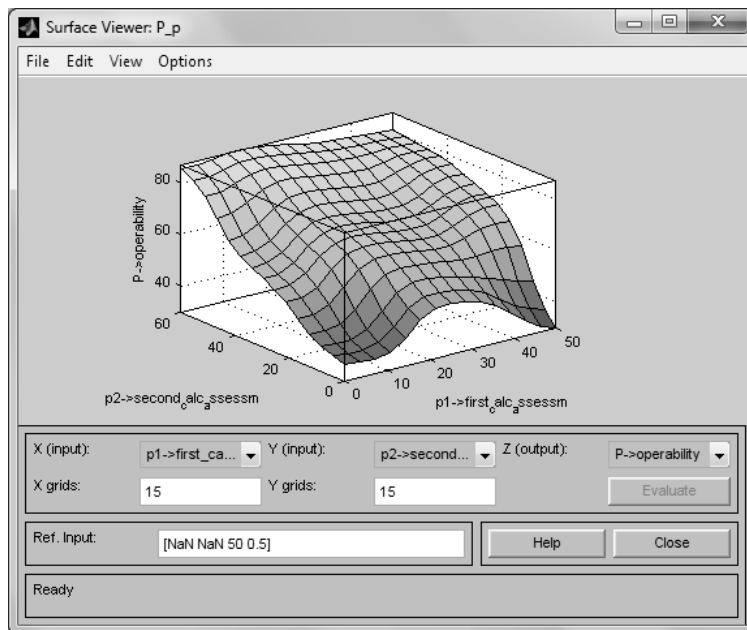 Surface Viewer: P_p
File Edit View Options
80
60
40
P->operability
60
40
20
0
p2->second_calc_assessm
0
10
20
30
40
50
p1->first_calc_assessm
X (input): p1->first_ca... Y (input): p2->second... Z (output): P->operability
X grids: 15 Y grids: 15 Evaluate
Ref. Input: [NaN NaN 50 0.5] Help Close
Ready